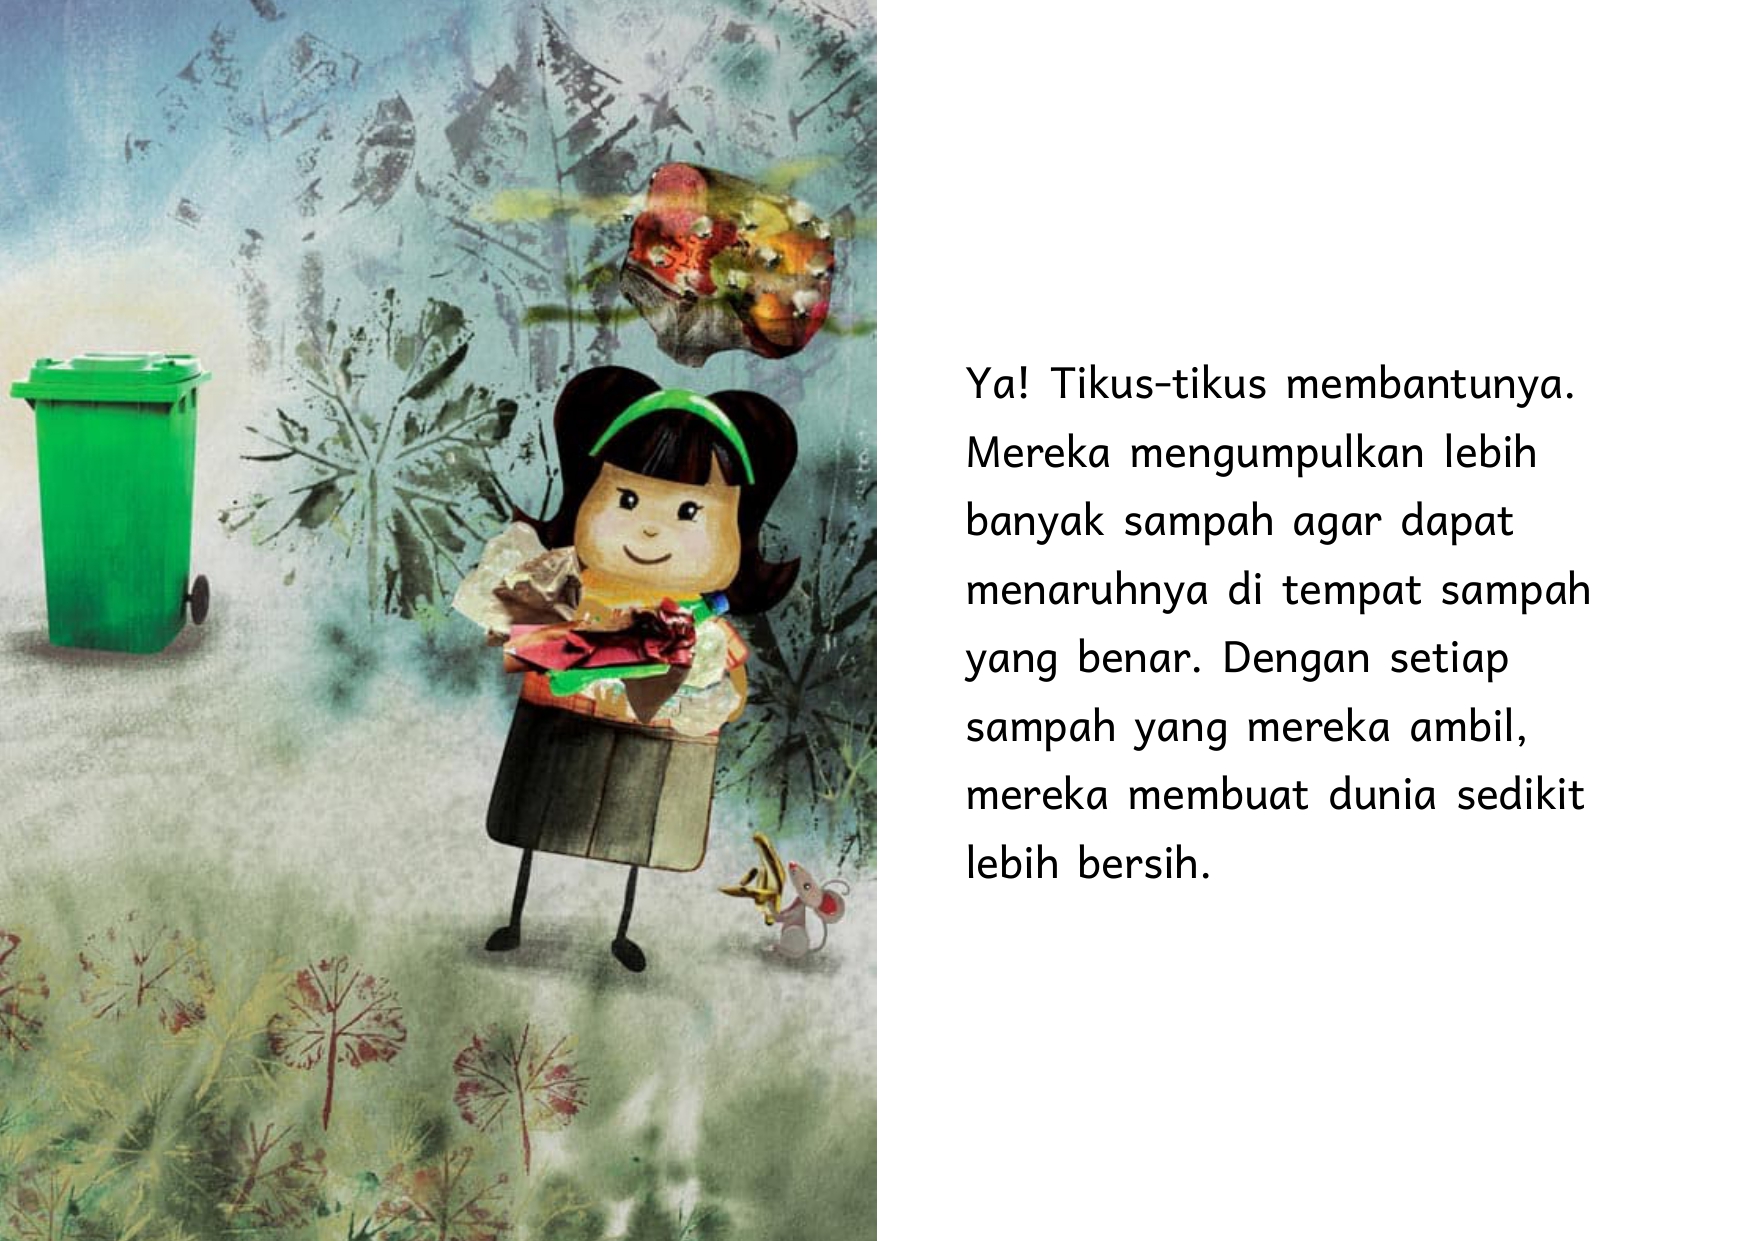 Ya! Tikus-tikus membantunya.
Mereka mengumpulkan lebih
banyak sampah agar dapat
menaruhnya di tempat sampah
yang benar. Dengan setiap
sampah yang mereka ambil,
mereka membuat dunia sedikit
lebih bersih.